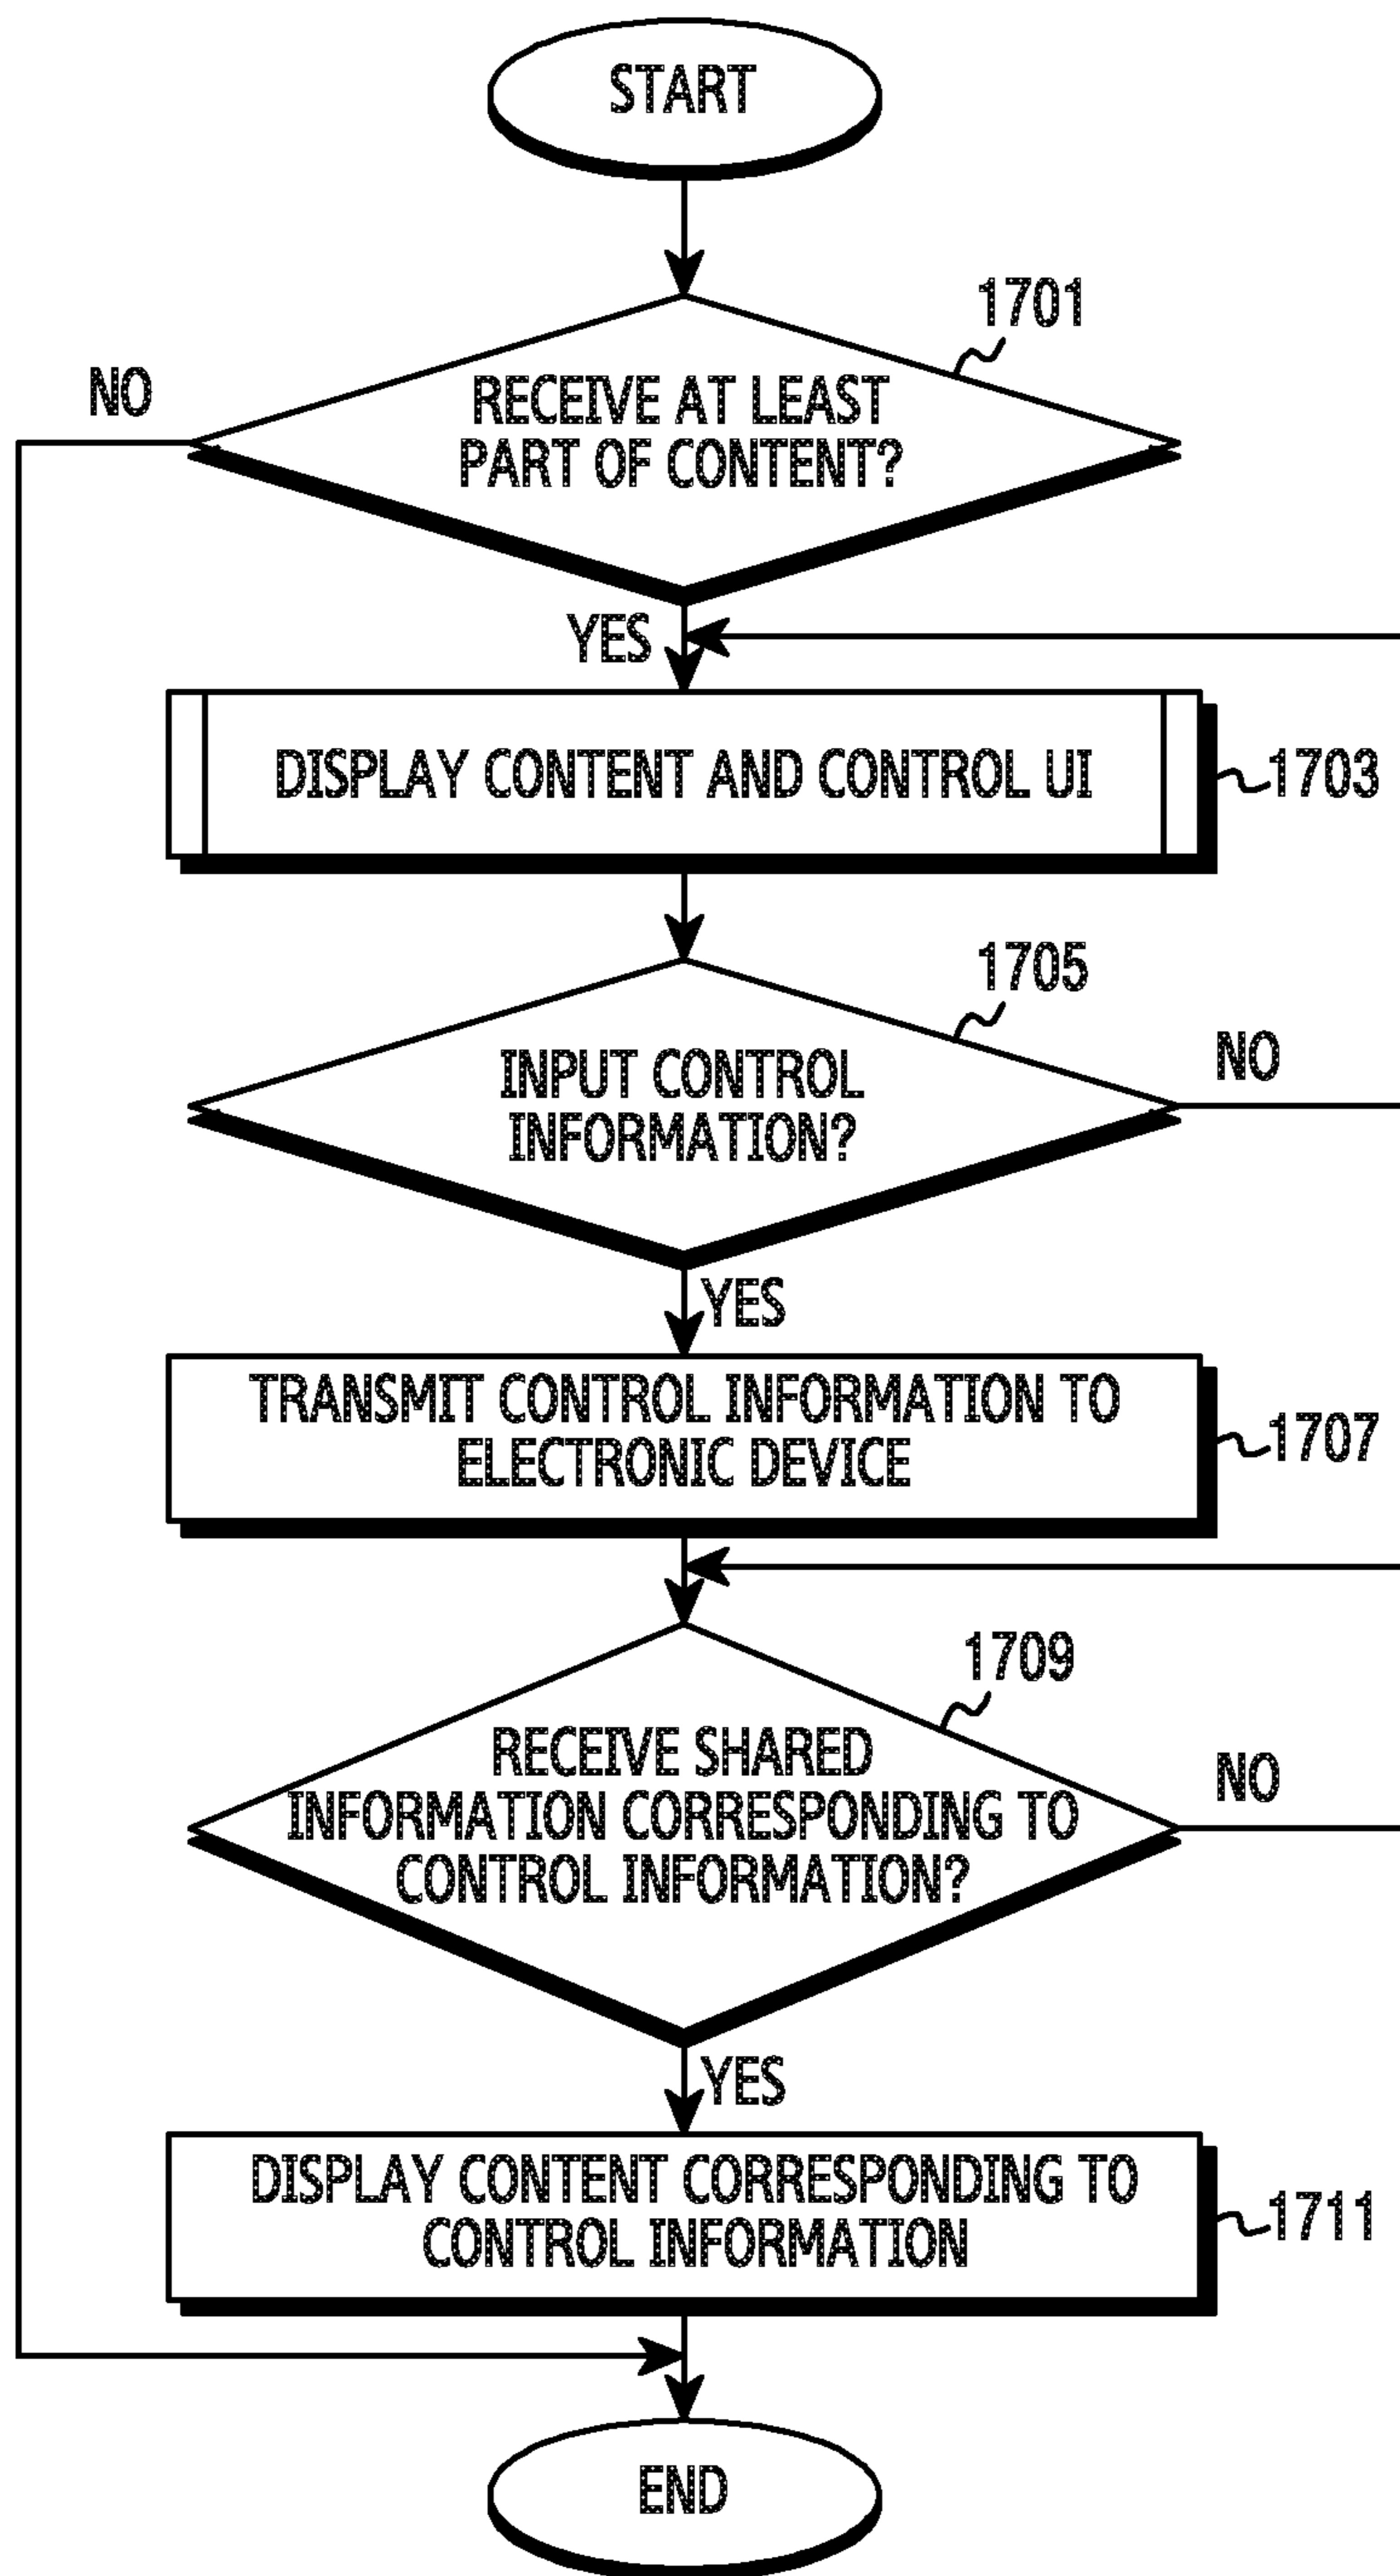 START
1701
NO
RECEIVE AT LEAST
PART OF CONTENT?
YES
DISPLAY CONTENT AND CONTROL UI
1703
1705
INPUT CONTROL
INFORMATION?
NO
YES
TRANSMIT CONTROL INFORMATION TO
ELECTRONIC DEVICE
1707
1709
RECEIVE SHARED
INFORMATION CORRESPONDING TO
CONTROL INFORMATION?
NO
YES
DISPLAY CONTENT CORRESPONDING TO
CONTROL INFORMATION
1711
END